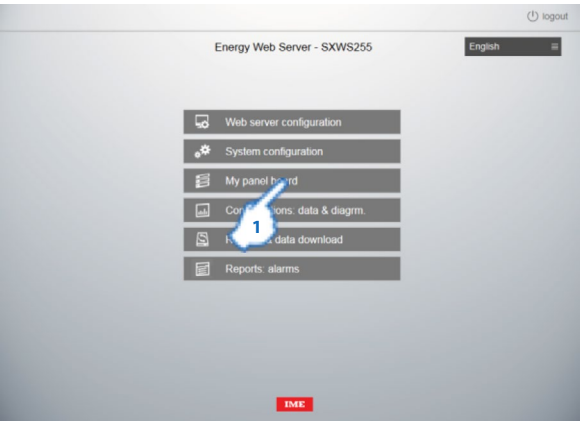 logout
Energy Web Server - SXWS255
English
Web server configuration
System configuration
My panel
data & diagrm.
data download
Reports: alarms
1
IME